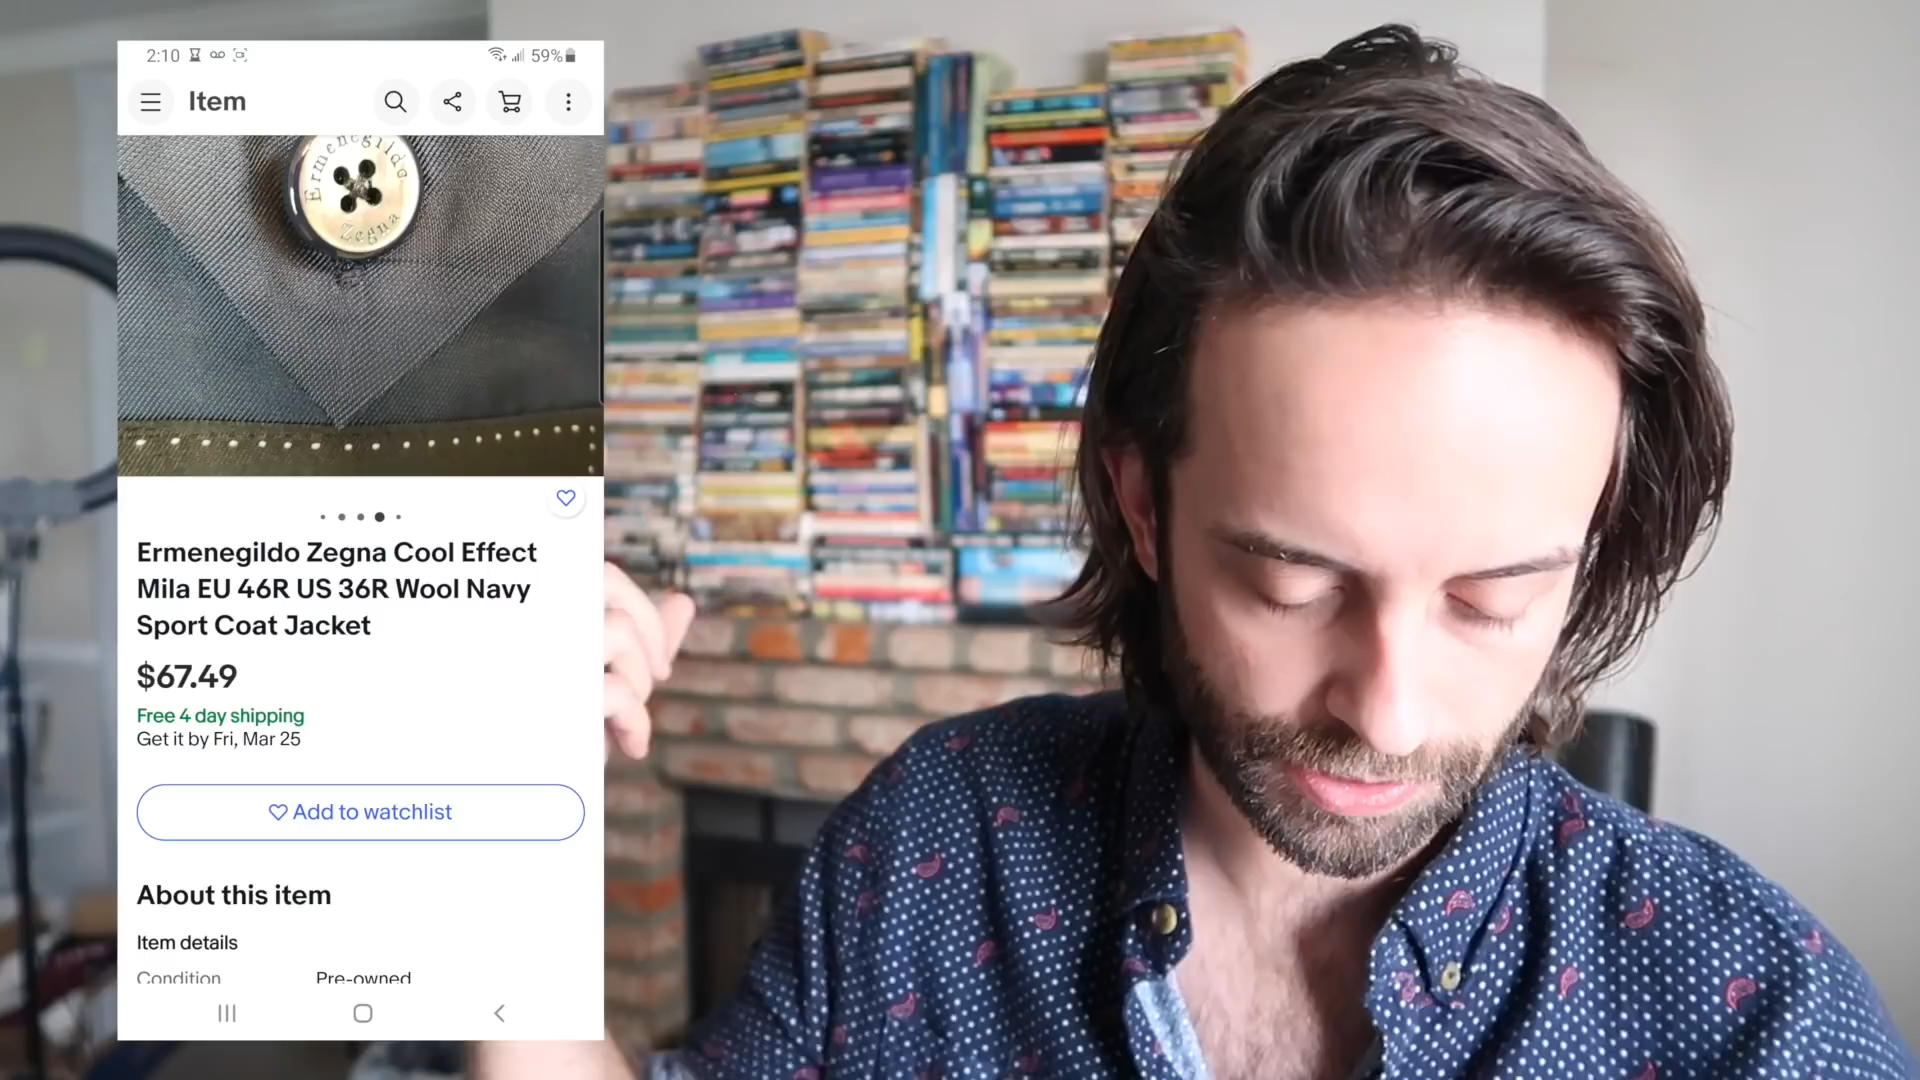 2:10
59%
Item
Ermenegildo
Zegna
Ermenegildo Zegna Cool Effect
Mila EU 46R US 36R Wool Navy
Sport Coat Jacket
$67.49
Free 4 day shipping
Get it by Fri, Mar 25
Add to watchlist
About this item
Item details
Condition Pre-owned